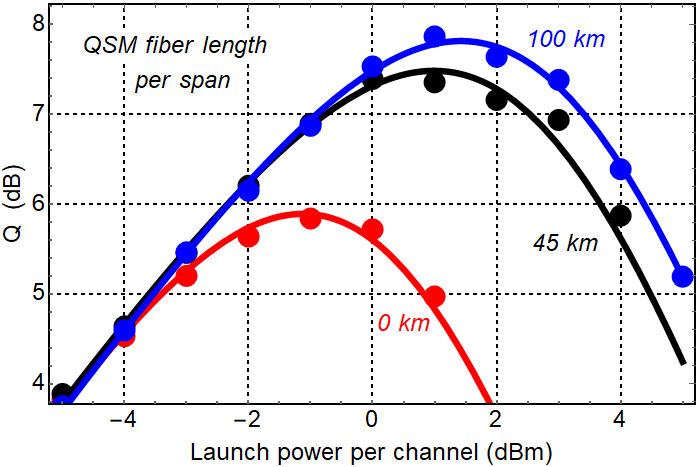 QSM fiber length
per span
100 km
45 km
0 km
8
7
6
5
4
Q (dB)
−4
−2
0
2
4
Launch power per channel (dBm)